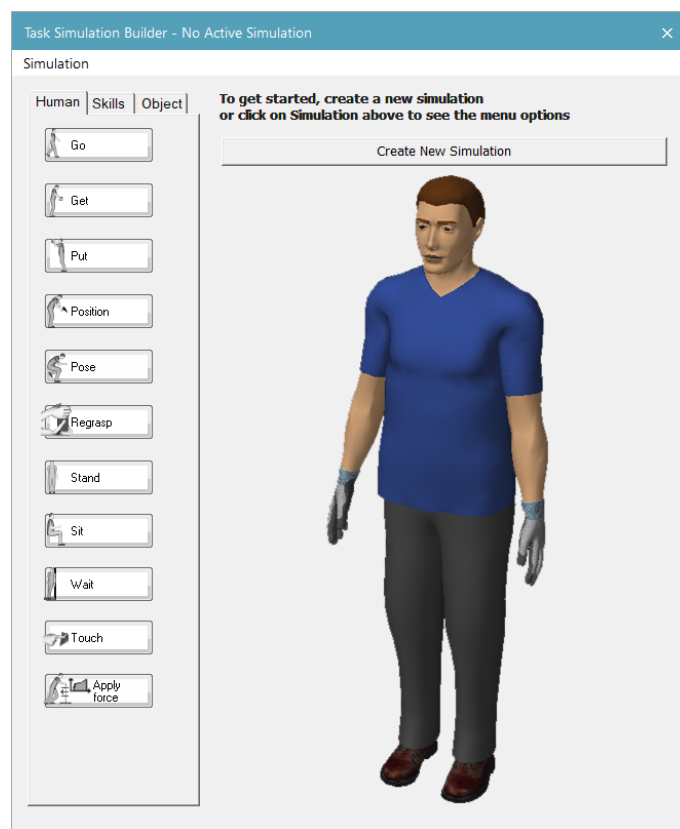 Task Simulation Builder - No Active Simulation
Simulation
Human Skills Object
To get started, create a new simulation
or click on Simulation above to see the menu options
Create New Simulation
Go
Get
Put
Position
Pose
Regrasp
Stand
Sit
Wait
Touch
Apply
force